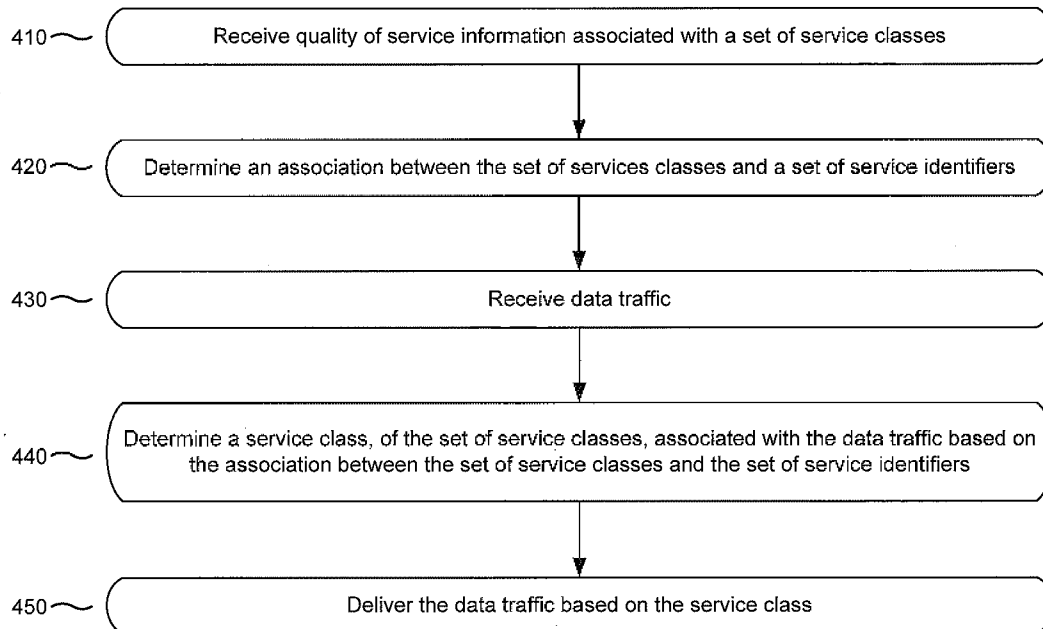 410 Receive quality of service information associated with a set of service classes
420 Determine an association between the set of services classes and a set of service identifiers
430 Receive data traffic
440 Determine a service class, of the set of service classes, associated with the data traffic based on
the association between the set of service classes and the set of service identifiers
450 Deliver the data traffic based on the service class